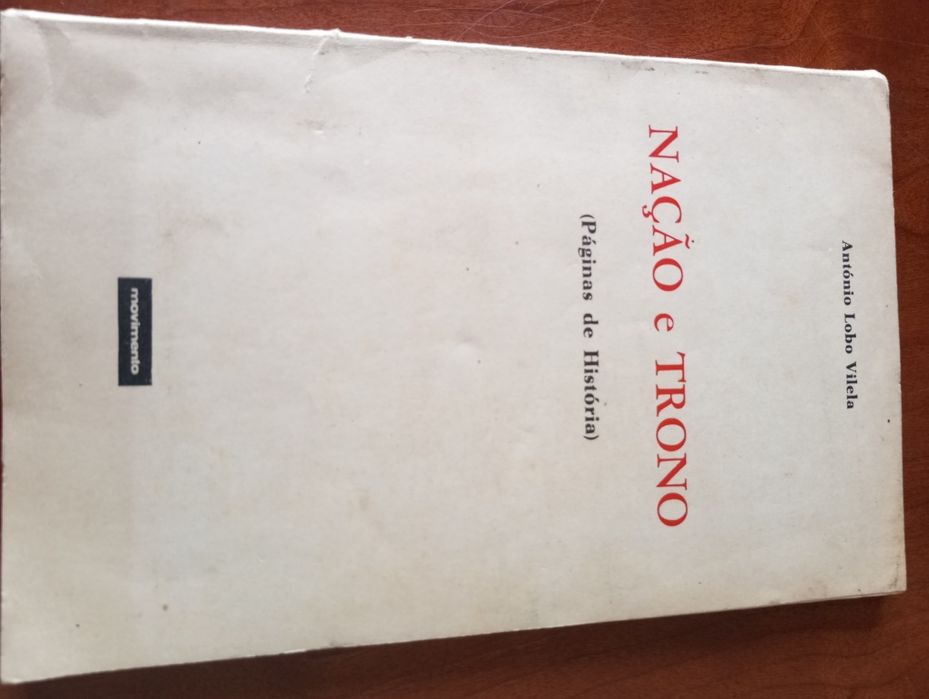 António Lobo Vilela
NAÇÃO e TRONO
(Páginas de História)
movimento